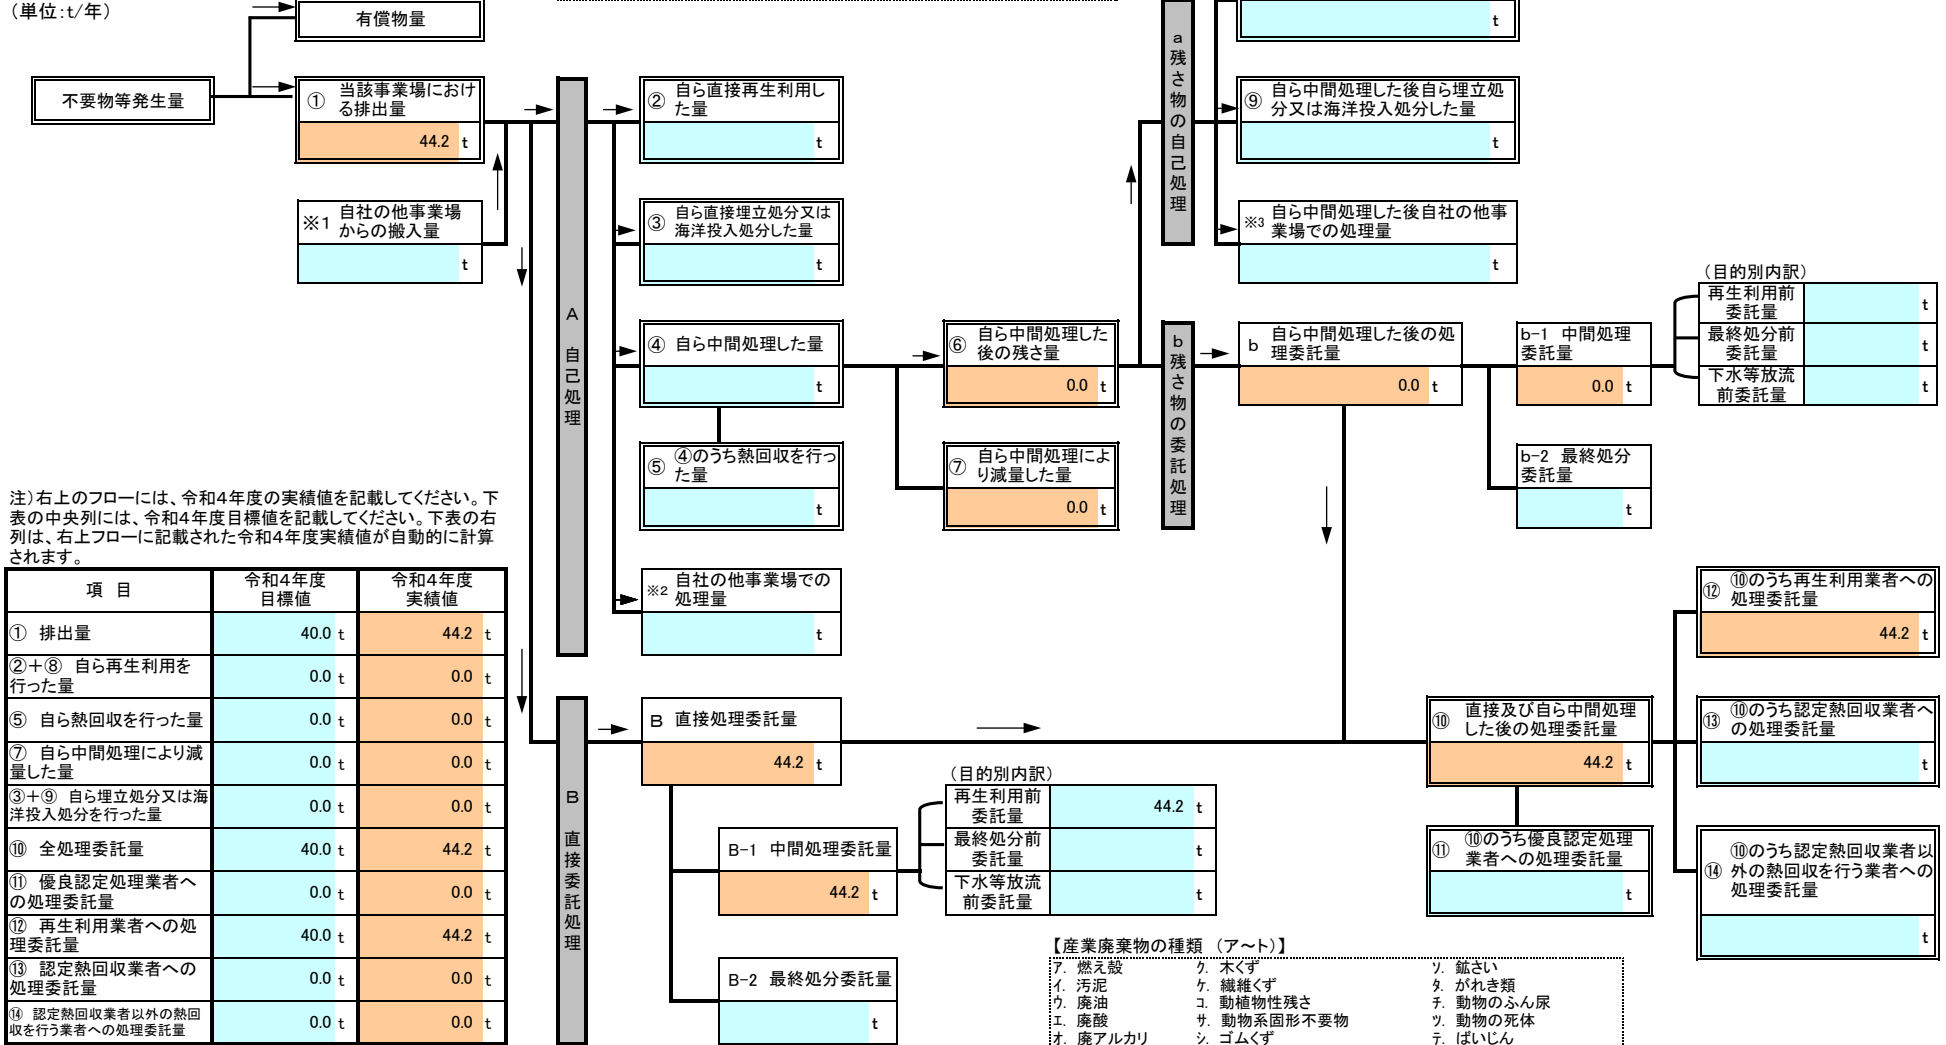 (単位:t/年)
有償物量
不要物等発生量
① 当該事業場におけ
る排出量
44.2 t
※1 自社の他事業場
からの搬入量
t
A 自己処理
② 自ら直接再生利用し
た量
t
③ 自ら直接埋立処分又は
海洋投入処分した量
t
④ 自ら中間処理した量
t
⑤ ④のうち熱回収を行っ
た量
t
※2 自社の他事業場での
処理量
t
⑥ 自ら中間処理した
後の残さ量
0.0 t
⑦ 自ら中間処理によ
り減量した量
0.0 t
a 残さ物の自己処理
t
⑨ 自ら中間処理した後自ら埋立処
分又は海洋投入処分した量
t
※3 自ら中間処理した後自社の他事
業場での処理量
t
b 残さ物の委託処理
b 自ら中間処理した後の処
理委託量
0.0 t
b-1 中間処理
委託量
0.0 t
b-2 最終処分
委託量
t
(目的別内訳)
再生利用前
委託量
t
最終処分前
委託量
t
下水等放流
前委託量
t
注)右上のフローには、令和4年度の実績値を記載してください。下
表の中央列には、令和4年度目標値を記載してください。下表の右
列は、右上フローに記載された令和4年度実績値が自動的に計算
されます。
項 目 令和4年度 目標値 令和4年度 実績値
① 排出量 40.0 t 44.2 t
②+⑧ 自ら再生利用を
行った量 0.0 t 0.0 t
⑤ 自ら熱回収を行った量 0.0 t 0.0 t
⑦ 自ら中間処理により減
量した量 0.0 t 0.0 t
③+⑨ 自ら埋立処分又は海
洋投入処分を行った量 0.0 t 0.0 t
⑩ 全処理委託量 40.0 t 44.2 t
⑪ 優良認定処理業者へ
の処理委託量 0.0 t 0.0 t
⑫ 再生利用業者への処
理委託量 40.0 t 44.2 t
⑬ 認定熱回収業者への
処理委託量 0.0 t 0.0 t
⑭ 認定熱回収業者以外の熱回
収を行う業者への処理委託量 0.0 t 0.0 t
B 直接委託処理
B 直接処理委託量
44.2 t
B-1 中間処理委託量
44.2 t
B-2 最終処分委託量
t
(目的別内訳)
再生利用前
委託量
44.2 t
最終処分前
委託量
t
下水等放流
前委託量
t
⑩ 直接及び自ら中間処理
した後の処理委託量
44.2 t
⑪ ⑩のうち優良認定処理
業者への処理委託量
t
⑫ ⑩のうち再生利用業者への
処理委託量
44.2 t
⑬ ⑩のうち認定熱回収業者へ
の処理委託量
t
⑭ ⑩のうち認定熱回収業者以
外の熱回収を行う業者への
処理委託量
t
【産業廃棄物の種類 (ア～ト)】
ア. 燃え殻 ク. 木くず ソ. 鉱さい
イ. 汚泥 ケ. 繊維くず タ. がれき類
ウ. 廃油 コ. 動植物性残さ チ. 動物のふん尿
エ. 廃酸 サ. 動物系固形不要物 ツ. 動物の死体
オ. 廃アルカリ シ. ゴムくず テ. ばいじん